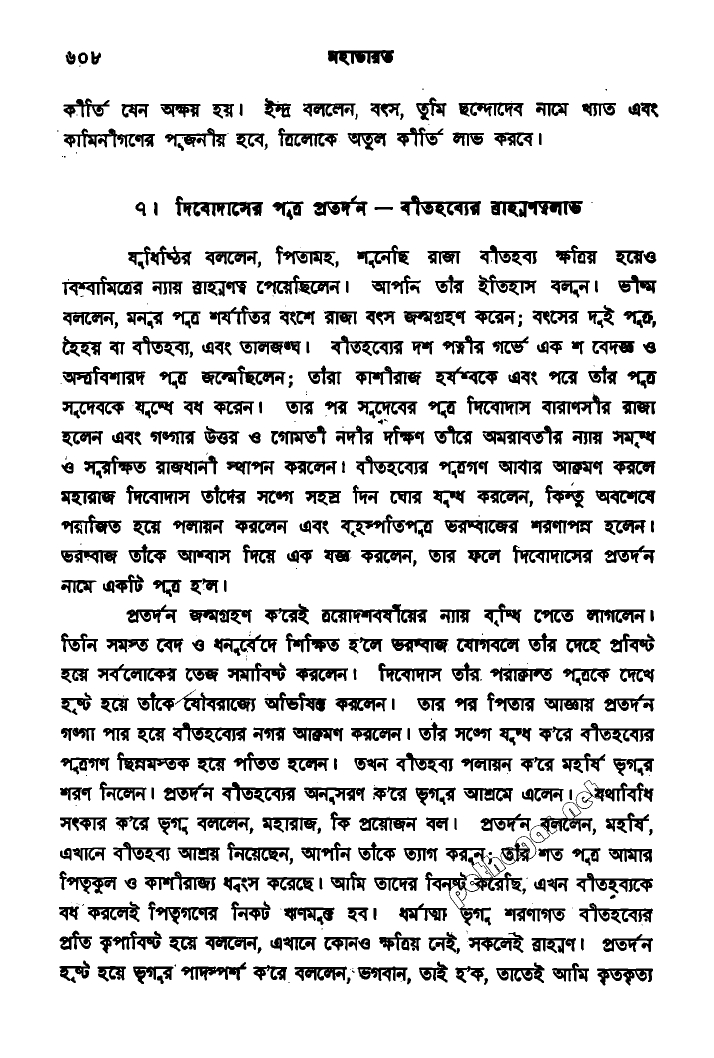 ৬০৮
মহাভারত
কীর্তি যেন অক্ষয় হয়। ইন্দ্র বললেন, বৎস, তুমি ছন্দোদেব নামে খ্যাত এবং
কামিনীগণের পূজনীয় হবে, ত্রিলোকে অতুল কীর্তি লাভ করবে।
৭। দিবোদাসের পুত্র প্রতর্দন — বীতহব্যের ব্রাহ্মণত্বলাভ
যুধিষ্ঠির বললেন, পিতামহ, শুনেছি রাজা বীতহব্য ক্ষত্রিয় হয়েও
বিশ্বামিত্রের ন্যায় ব্রাহ্মণত্ব পেয়েছিলেন। আপনি তাঁর ইতিহাস বলুন। ভীষ্ম
বললেন, মনুর পুত্র শর্যাতির বংশে রাজা বৎস জন্মগ্রহণ করেন; বৎসের দুই পুত্র,
হৈহয় বা বীতহব্য, এবং তালজঙ্ঘ। বীতহব্যের দশ পত্নীর গর্ভে এক শ বেদজ্ঞ ও
অস্ত্রবিশারদ পুত্র জন্মেছিলেন; তাঁরা কাশীরাজ হর্যশ্বকে এবং পরে তাঁর পুত্র
সুদেবকে যুদ্ধে বধ করেন। তার পর সুদেবের পুত্র দিবোদাস বারাণসীর রাজা
হলেন এবং গঙ্গার উত্তর ও গোমতী নদীর দক্ষিণ তীরে অমরাবতীর ন্যায় সমৃদ্ধ
ও সুরক্ষিত রাজধানী স্থাপন করলেন। বীতহব্যের পুত্রগণ আবার আক্রমণ করলে
মহারাজ দিবোদাস তাঁদের সঙ্গে সহস্র দিন ঘোর যুদ্ধ করলেন, কিন্তু অবশেষে
পরাজিত হয়ে পলায়ন করলেন এবং বৃহস্পতিপুত্র ভরদ্বাজের শরণাপন্ন হলেন।
ভরদ্বাজ তাঁকে আশ্বাস দিয়ে এক যজ্ঞ করলেন, তার ফলে দিবোদাসের প্রতর্দন
নামে একটি পুত্র হ'ল।
প্রতর্দন জন্মগ্রহণ ক'রেই ত্রয়োদশবর্ষীয়ের ন্যায় বৃদ্ধি পেতে লাগলেন।
তিনি সমস্ত বেদ ও ধনুর্বেদে শিক্ষিত হ'লে ভরদ্বাজ যোগবলে তাঁর দেহে প্রবিষ্ট
হয়ে সর্বলোকের তেজ সমাবিষ্ট করলেন। দিবোদাস তাঁর পরাক্রান্ত পুত্রকে দেখে
হৃষ্ট হয়ে তাঁকে যৌবরাজ্যে অভিষিক্ত করলেন। তার পর পিতার আজ্ঞায় প্রতর্দন
গঙ্গা পার হয়ে বীতহব্যের নগর আক্রমণ করলেন। তাঁর সঙ্গে যুদ্ধ ক'রে বীতহব্যের
পুত্রগণ ছিন্নমস্তক হয়ে পতিত হলেন। তখন বীতহব্য পলায়ন ক'রে মহর্ষি ভৃগুর
শরণ নিলেন। প্রতর্দন বীতহব্যের অনুসরণ ক'রে ভৃগুর আশ্রমে এলেন। যথাবিধি
সৎকার ক'রে ভৃগু বললেন, মহারাজ, কি প্রয়োজন বল। প্রতর্দন বললেন, মহর্ষি,
এখানে বীতহব্য আশ্রয় নিয়েছেন, আপনি তাঁকে ত্যাগ করুন; তাঁর শত পুত্র আমার
পিতৃকুল ও কাশীরাজ্য ধ্বংস করেছে। আমি তাদের বিনষ্ট করেছি, এখন বীতহব্যকে
বধ করলেই পিতৃগণের নিকট ঋণমুক্ত হব। ধর্মাত্মা ভৃগু শরণাগত বীতহব্যের
প্রতি কৃপাবিষ্ট হয়ে বললেন, এখানে কোনও ক্ষত্রিয় নেই, সকলেই ব্রাহ্মণ। প্রতর্দন
হৃষ্ট হয়ে ভৃগুর পাদস্পর্শ ক'রে বললেন, ভগবান, তাই হ'ক, তাতেই আমি কৃতকৃত্য
pathagar.net